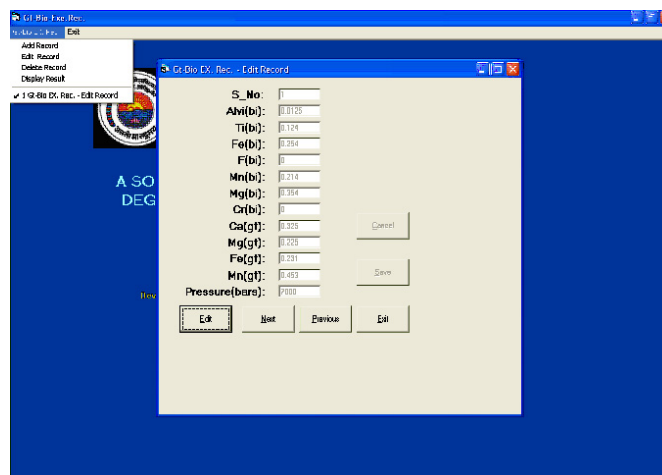 Gt-Bio Exe. Rec.
Exit
Add Record
Edit Record
Delete Record
Display Result
✔ 1 Gt-Bio EX. Rec. - Edit Record
Gt-Bio EX. Rec. - Edit Record
S_No: 1
Alvi(bi): 0.0125
Ti(bi): 0.124
Fe(bi): 0.254
F(bi): 0
Mn(bi): 0.214
Mg(bi): 0.354
Cr(bi): 0
Ca(gt): 0.325
Mg(gt): 0.225
Fe(gt): 0.231
Mn(gt): 0.453
Pressure(bars): 7000
Cancel
Save
Edit Next Previous Exit
A SO
DEG